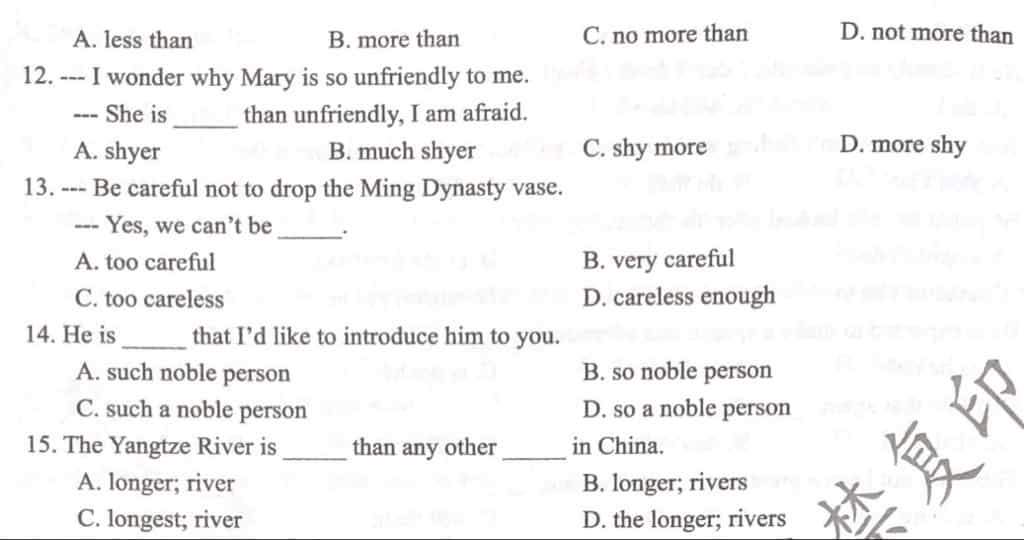 A. less than B. more than C. no more than D. not more than
12. --- I wonder why Mary is so unfriendly to me.
--- She is _____ than unfriendly, I am afraid.
A. shyer B. much shyer C. shy more D. more shy
13. --- Be careful not to drop the Ming Dynasty vase.
--- Yes, we can't be _____.
A. too careful B. very careful
C. too careless D. careless enough
14. He is _____ that I'd like to introduce him to you.
A. such noble person B. so noble person
C. such a noble person D. so a noble person
15. The Yangtze River is _____ than any other _____ in China.
A. longer; river B. longer; rivers
C. longest; river D. the longer; rivers